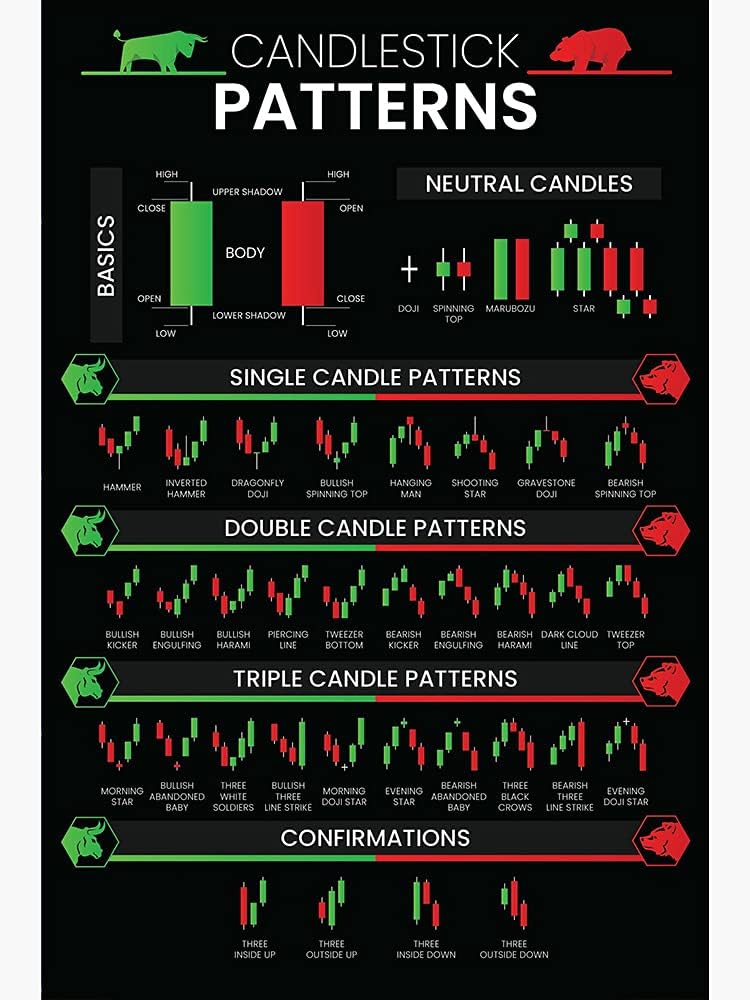 CANDLESTICK
PATTERNS
BASICS
HIGH
HIGH
UPPER SHADOW
CLOSE
OPEN
BODY
OPEN
CLOSE
LOWER SHADOW
LOW
LOW
NEUTRAL CANDLES
DOJI
SPINNING
TOP
MARUBOZU
STAR
SINGLE CANDLE PATTERNS
HAMMER
INVERTED
HAMMER
DRAGONFLY
DOJI
BULLISH
SPINNING TOP
HANGING
MAN
SHOOTING
STAR
GRAVESTONE
DOJI
BEARISH
SPINNING TOP
DOUBLE CANDLE PATTERNS
BULLISH
KICKER
BULLISH
ENGULFING
BULLISH
HARAMI
PIERCING
LINE
TWEEZER
BOTTOM
BEARISH
KICKER
BEARISH
ENGULFING
BEARISH
HARAMI
DARK CLOUD
LINE
TWEEZER
TOP
TRIPLE CANDLE PATTERNS
MORNING
STAR
BULLISH
ABANDONED
BABY
THREE
WHITE
SOLDIERS
BULLISH
THREE
LINE STRIKE
MORNING
DOJI STAR
EVENING
STAR
BEARISH
ABANDONED
BABY
THREE
BLACK
CROWS
BEARISH
THREE
LINE STRIKE
EVENING
DOJI STAR
CONFIRMATIONS
THREE
INSIDE UP
THREE
OUTSIDE UP
THREE
INSIDE DOWN
THREE
OUTSIDE DOWN